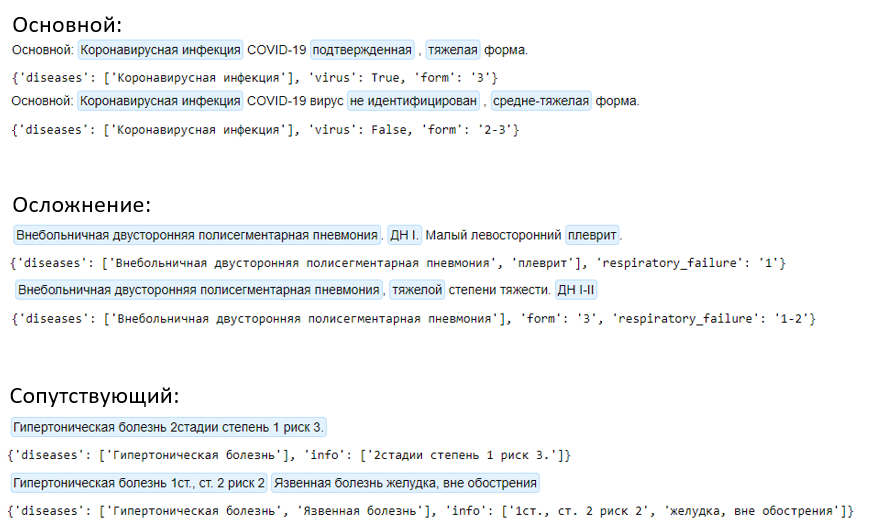 Основной:
Основной: Коронавирусная инфекция COVID-19 подтвержденная , тяжелая форма.
{'diseases': ['Коронавирусная инфекция'], 'virus': True, 'form': '3'}
Основной: Коронавирусная инфекция COVID-19 вирус не идентифицирован , средне-тяжелая форма.
{'diseases': ['Коронавирусная инфекция'], 'virus': False, 'form': '2-3'}
Осложнение:
Внебольничная двусторонняя полисегментарная пневмония. ДН I. Малый левосторонний плеврит.
{'diseases': ['Внебольничная двусторонняя полисегментарная пневмония', 'плеврит'], 'respiratory_failure': '1'}
Внебольничная двусторонняя полисегментарная пневмония, тяжелой степени тяжести. ДН I-II
{'diseases': ['Внебольничная двусторонняя полисегментарная пневмония'], 'form': '3', 'respiratory_failure': '1-2'}
Сопутствующий:
Гипертоническая болезнь 2стадии степень 1 риск 3.
{'diseases': ['Гипертоническая болезнь'], 'info': ['2стадии степень 1 риск 3.']}
Гипертоническая болезнь 1ст., ст. 2 риск 2 Язвенная болезнь желудка, вне обострения
{'diseases': ['Гипертоническая болезнь', 'Язвенная болезнь'], 'info': ['1ст., ст. 2 риск 2', 'желудка, вне обострения']}